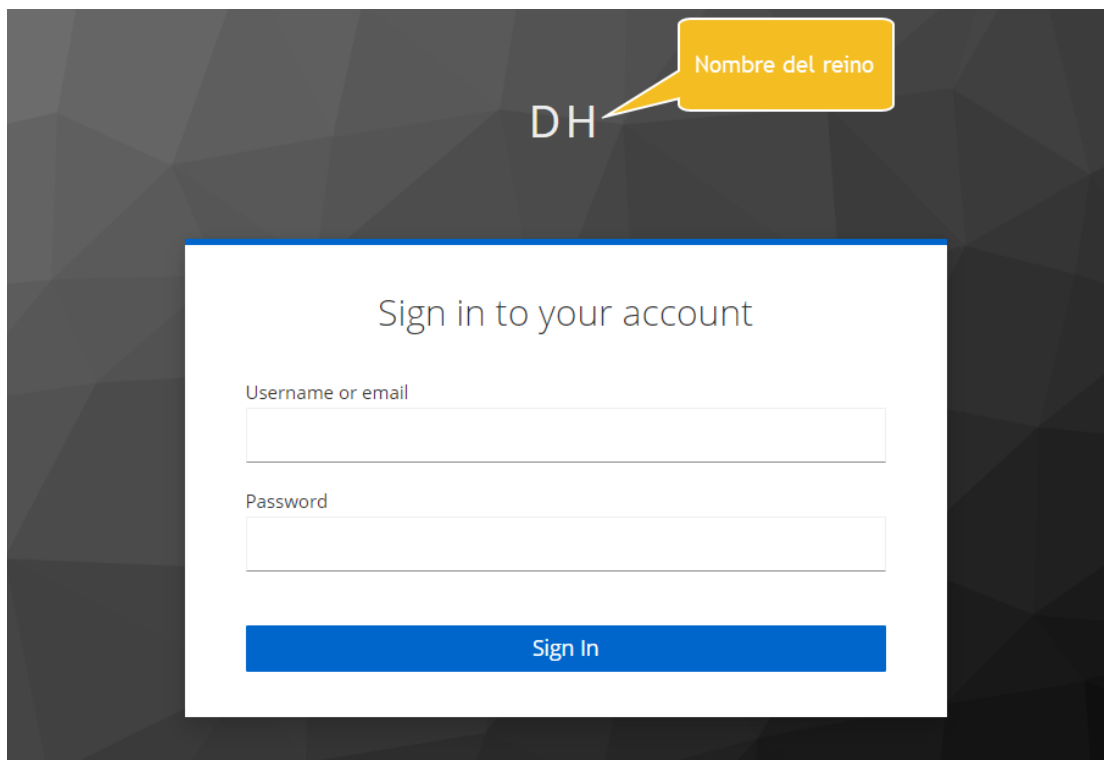 Nombre del reino
DH
Sign in to your account
Username or email
Password
Sign In